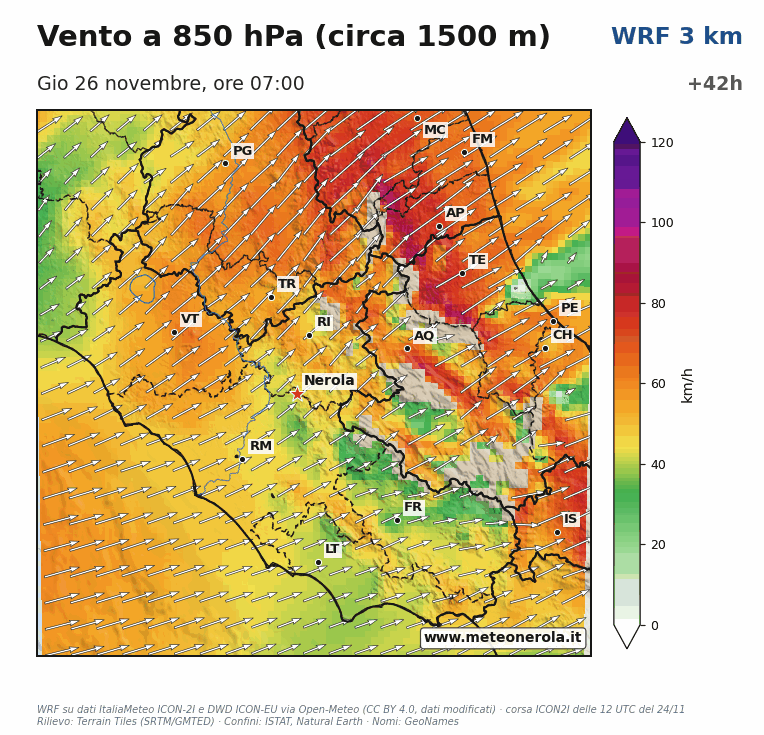 Vento a 850 hPa (circa 1500 m)
WRF 3 km
Gio 26 novembre, ore 07:00
+42h
MC
FM
PG
AP
TE
TR
PE
VT
RI
AQ
CH
Nerola
RM
FR
IS
LT
www.meteonerola.it
120
100
80
60
40
20
0
km/h
WRF su dati ItaliaMeteo ICON-2I e DWD ICON-EU via Open-Meteo (CC BY 4.0, dati modificati) · corsa ICON2I delle 12 UTC del 24/11
Rilievo: Terrain Tiles (SRTM/GMTED) · Confini: ISTAT, Natural Earth · Nomi: GeoNames